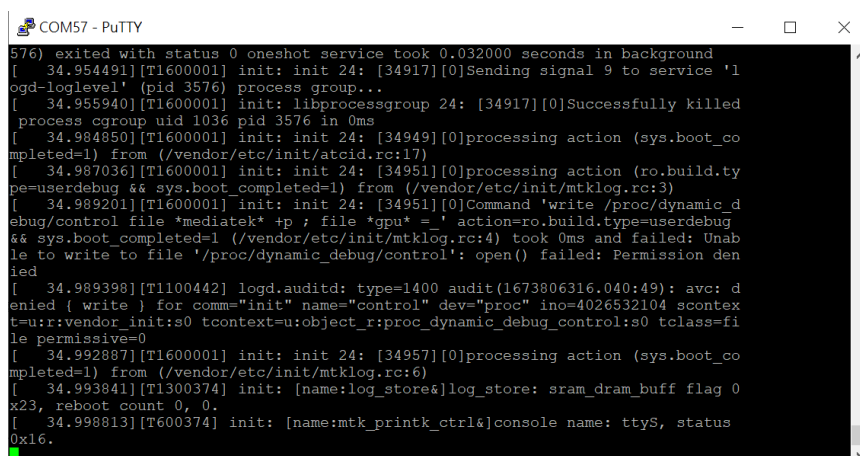 COM57 - PuTTY
576) exited with status 0 oneshot service took 0.032000 seconds in background
[   34.954491][T1600001] init: init 24: [34917][0]Sending signal 9 to service 'l
ogd-loglevel' (pid 3576) process group...
[   34.955940][T1600001] init: libprocessgroup 24: [34917][0]Successfully killed
 process cgroup uid 1036 pid 3576 in 0ms
[   34.984850][T1600001] init: init 24: [34949][0]processing action (sys.boot_co
mpleted=1) from (/vendor/etc/init/atcid.rc:17)
[   34.987036][T1600001] init: init 24: [34951][0]processing action (ro.build.ty
pe=userdebug && sys.boot_completed=1) from (/vendor/etc/init/mtklog.rc:3)
[   34.989201][T1600001] init: init 24: [34951][0]Command 'write /proc/dynamic_d
ebug/control file *mediatek* +p ; file *gpu* =_' action=ro.build.type=userdebug
&& sys.boot_completed=1 (/vendor/etc/init/mtklog.rc:4) took 0ms and failed: Unab
le to write to file '/proc/dynamic_debug/control': open() failed: Permission den
ied
[   34.989398][T1100442] logd.auditd: type=1400 audit(1673806316.040:49): avc: d
enied { write } for comm="init" name="control" dev="proc" ino=4026532104 scontex
t=u:r:vendor_init:s0 tcontext=u:object_r:proc_dynamic_debug_control:s0 tclass=fi
le permissive=0
[   34.992887][T1600001] init: init 24: [34957][0]processing action (sys.boot_co
mpleted=1) from (/vendor/etc/init/mtklog.rc:6)
[   34.993841][T1300374] init: [name:log_store&]log_store: sram_dram_buff flag 0
x23, reboot count 0, 0.
[   34.998813][T600374] init: [name:mtk_printk_ctrl&]console name: ttyS, status
0x16.